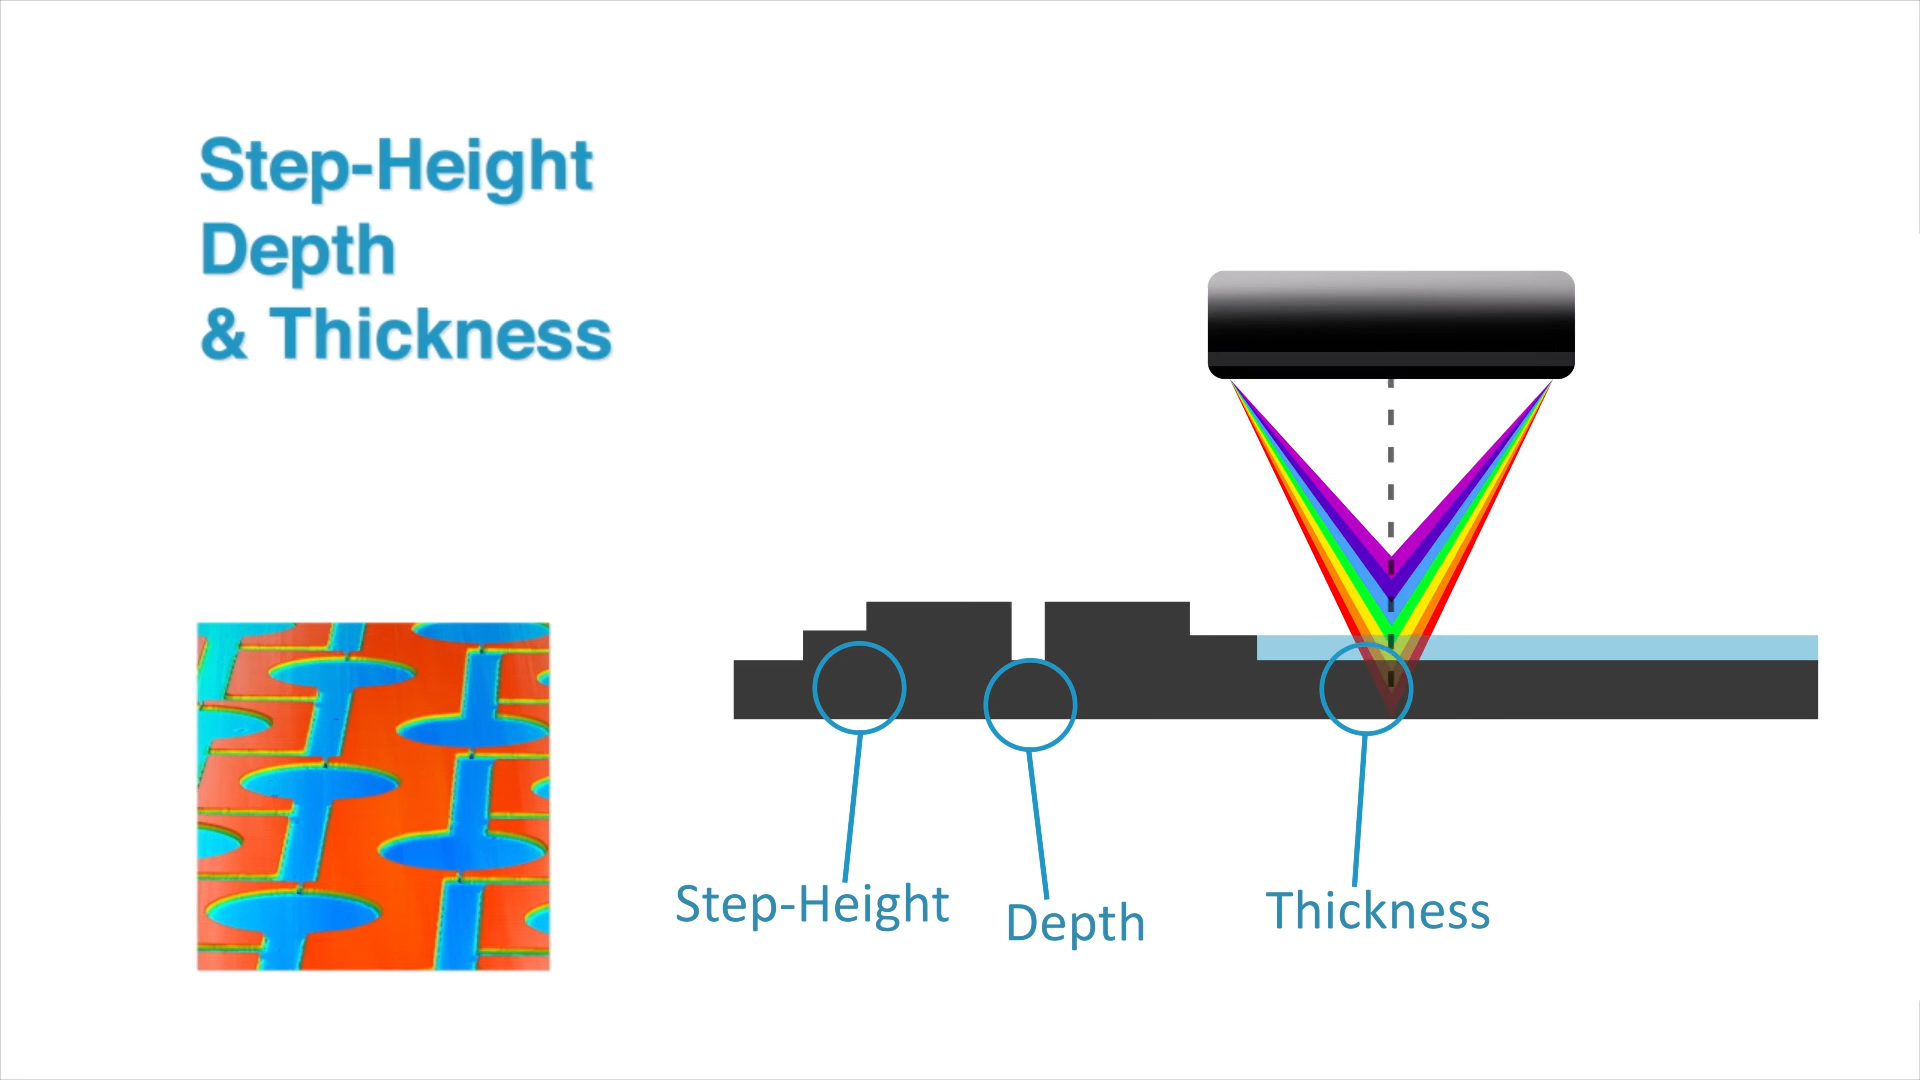 Step-Height
Depth
& Thickness
Step-Height
Depth
Thickness